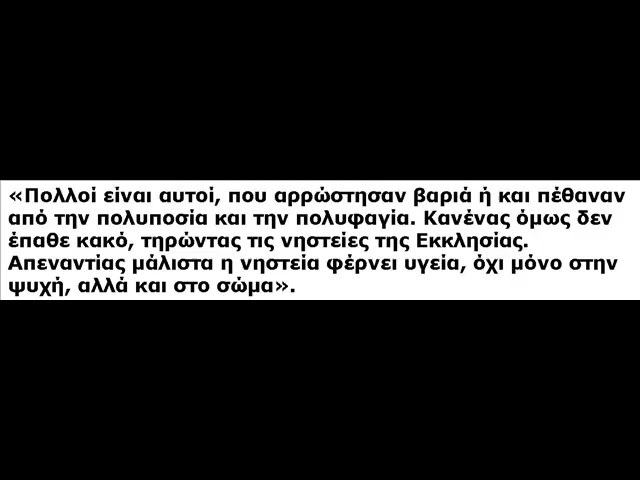 «Πολλοί είναι αυτοί, που αρρώστησαν βαριά ή και πέθαναν
από την πολυποσία και την πολυφαγία. Κανένας όμως δεν
έπαθε κακό, τηρώντας τις νηστείες της Εκκλησίας.
Απεναντίας μάλιστα η νηστεία φέρνει υγεία, όχι μόνο στην
ψυχή, αλλά και στο σώμα».